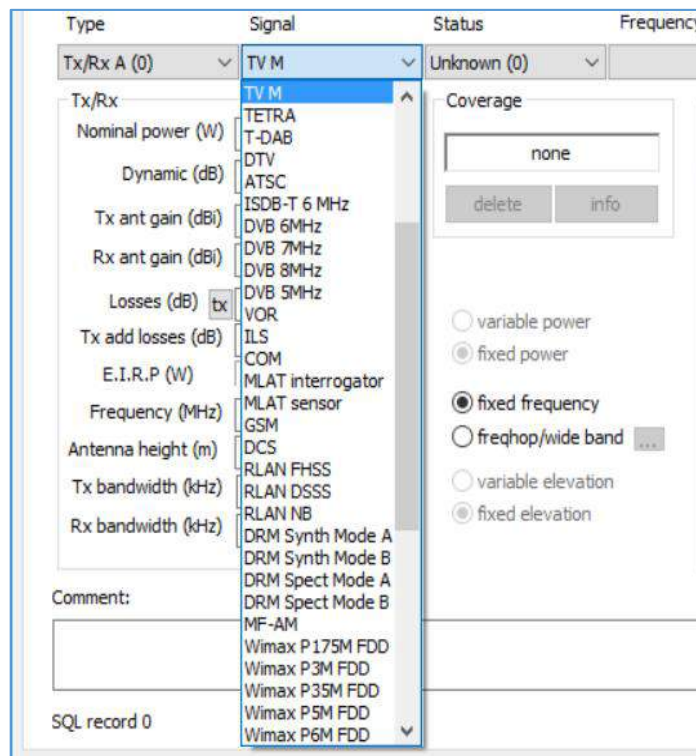 Type Signal Status Frequency
Tx/Rx A (0) TV M Unknown (0)
Tx/Rx
Nominal power (W)
Dynamic (dB)
Tx ant gain (dBi)
Rx ant gain (dBi)
Losses (dB) tx
Tx add losses (dB)
E.I.R.P (W)
Frequency (MHz)
Antenna height (m)
Tx bandwidth (kHz)
Rx bandwidth (kHz)
TV M
TETRA
T-DAB
DTV
ATSC
ISDB-T 6 MHz
DVB 6MHz
DVB 7MHz
DVB 8MHz
DVB 5MHz
VOR
ILS
COM
MLAT interrogator
MLAT sensor
GSM
DCS
RLAN FHSS
RLAN DSSS
RLAN NB
DRM Synth Mode A
DRM Synth Mode B
DRM Spect Mode A
DRM Spect Mode B
MF-AM
Wimax P175M FDD
Wimax P3M FDD
Wimax P35M FDD
Wimax P5M FDD
Wimax P6M FDD
Coverage
none
delete info
variable power
fixed power
fixed frequency
freqhop/wide band ...
variable elevation
fixed elevation
Comment:
SQL record 0